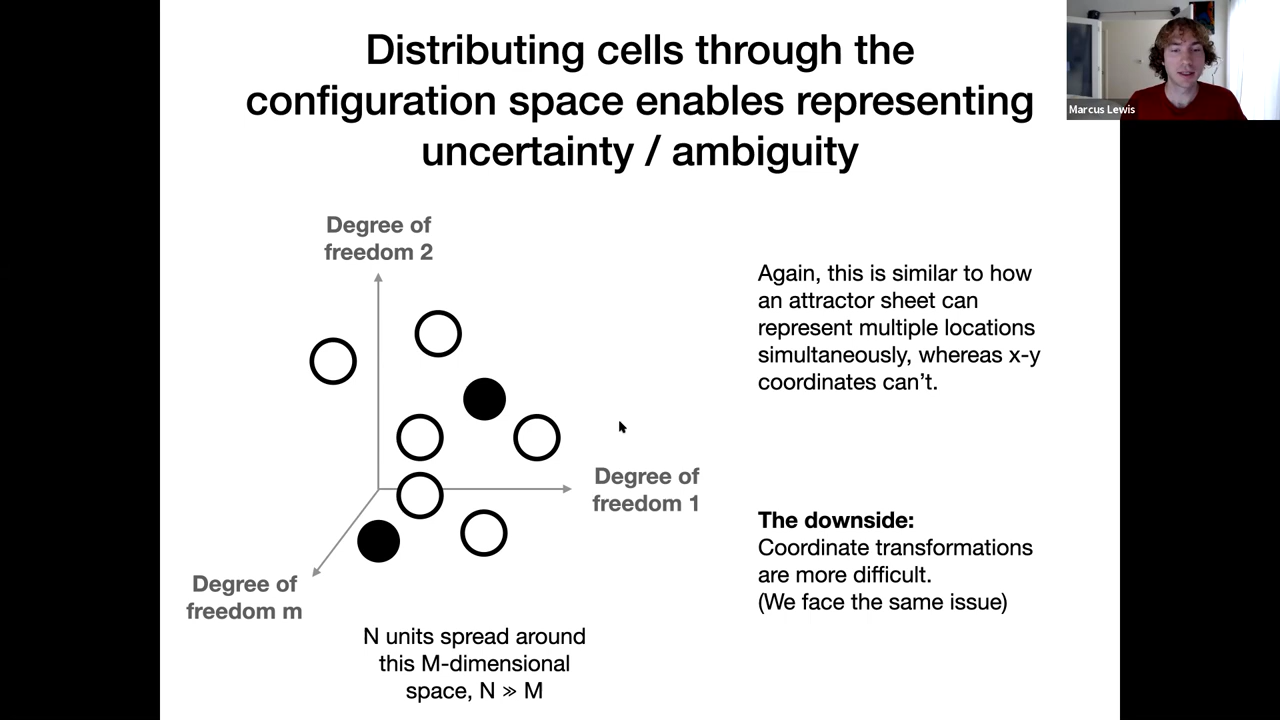 Distributing cells through the
configuration space enables representing
uncertainty / ambiguity
Marcus Lewis
Degree of
freedom 2
Again, this is similar to how
an attractor sheet can
represent multiple locations
simultaneously, whereas x-y
coordinates can’t.
Degree of
freedom 1
The downside:
Coordinate transformations
are more difficult.
(We face the same issue)
Degree of
freedom m
N units spread around
this M-dimensional
space, N ≫ M